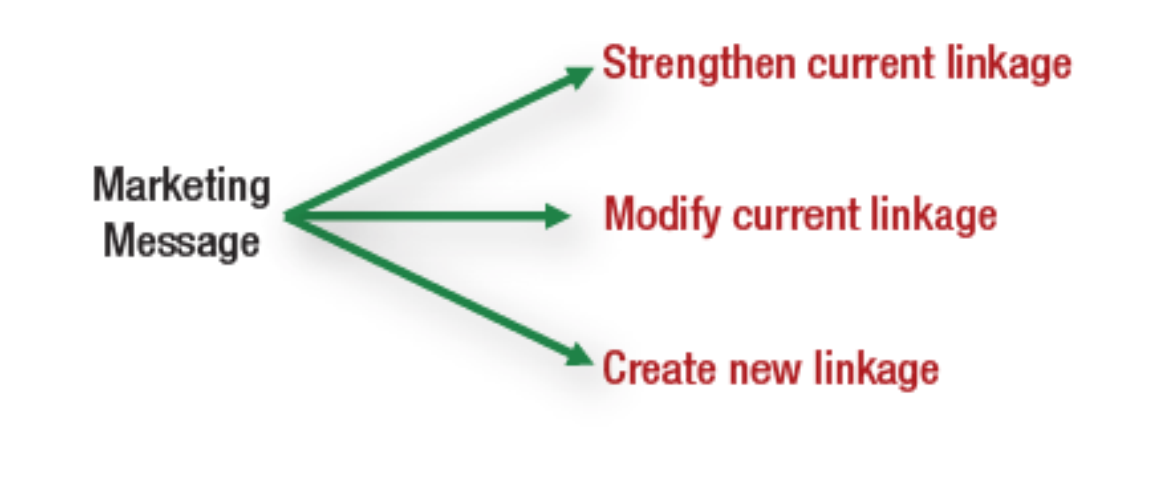 Marketing
Message
Strengthen current linkage
Modify current linkage
Create new linkage